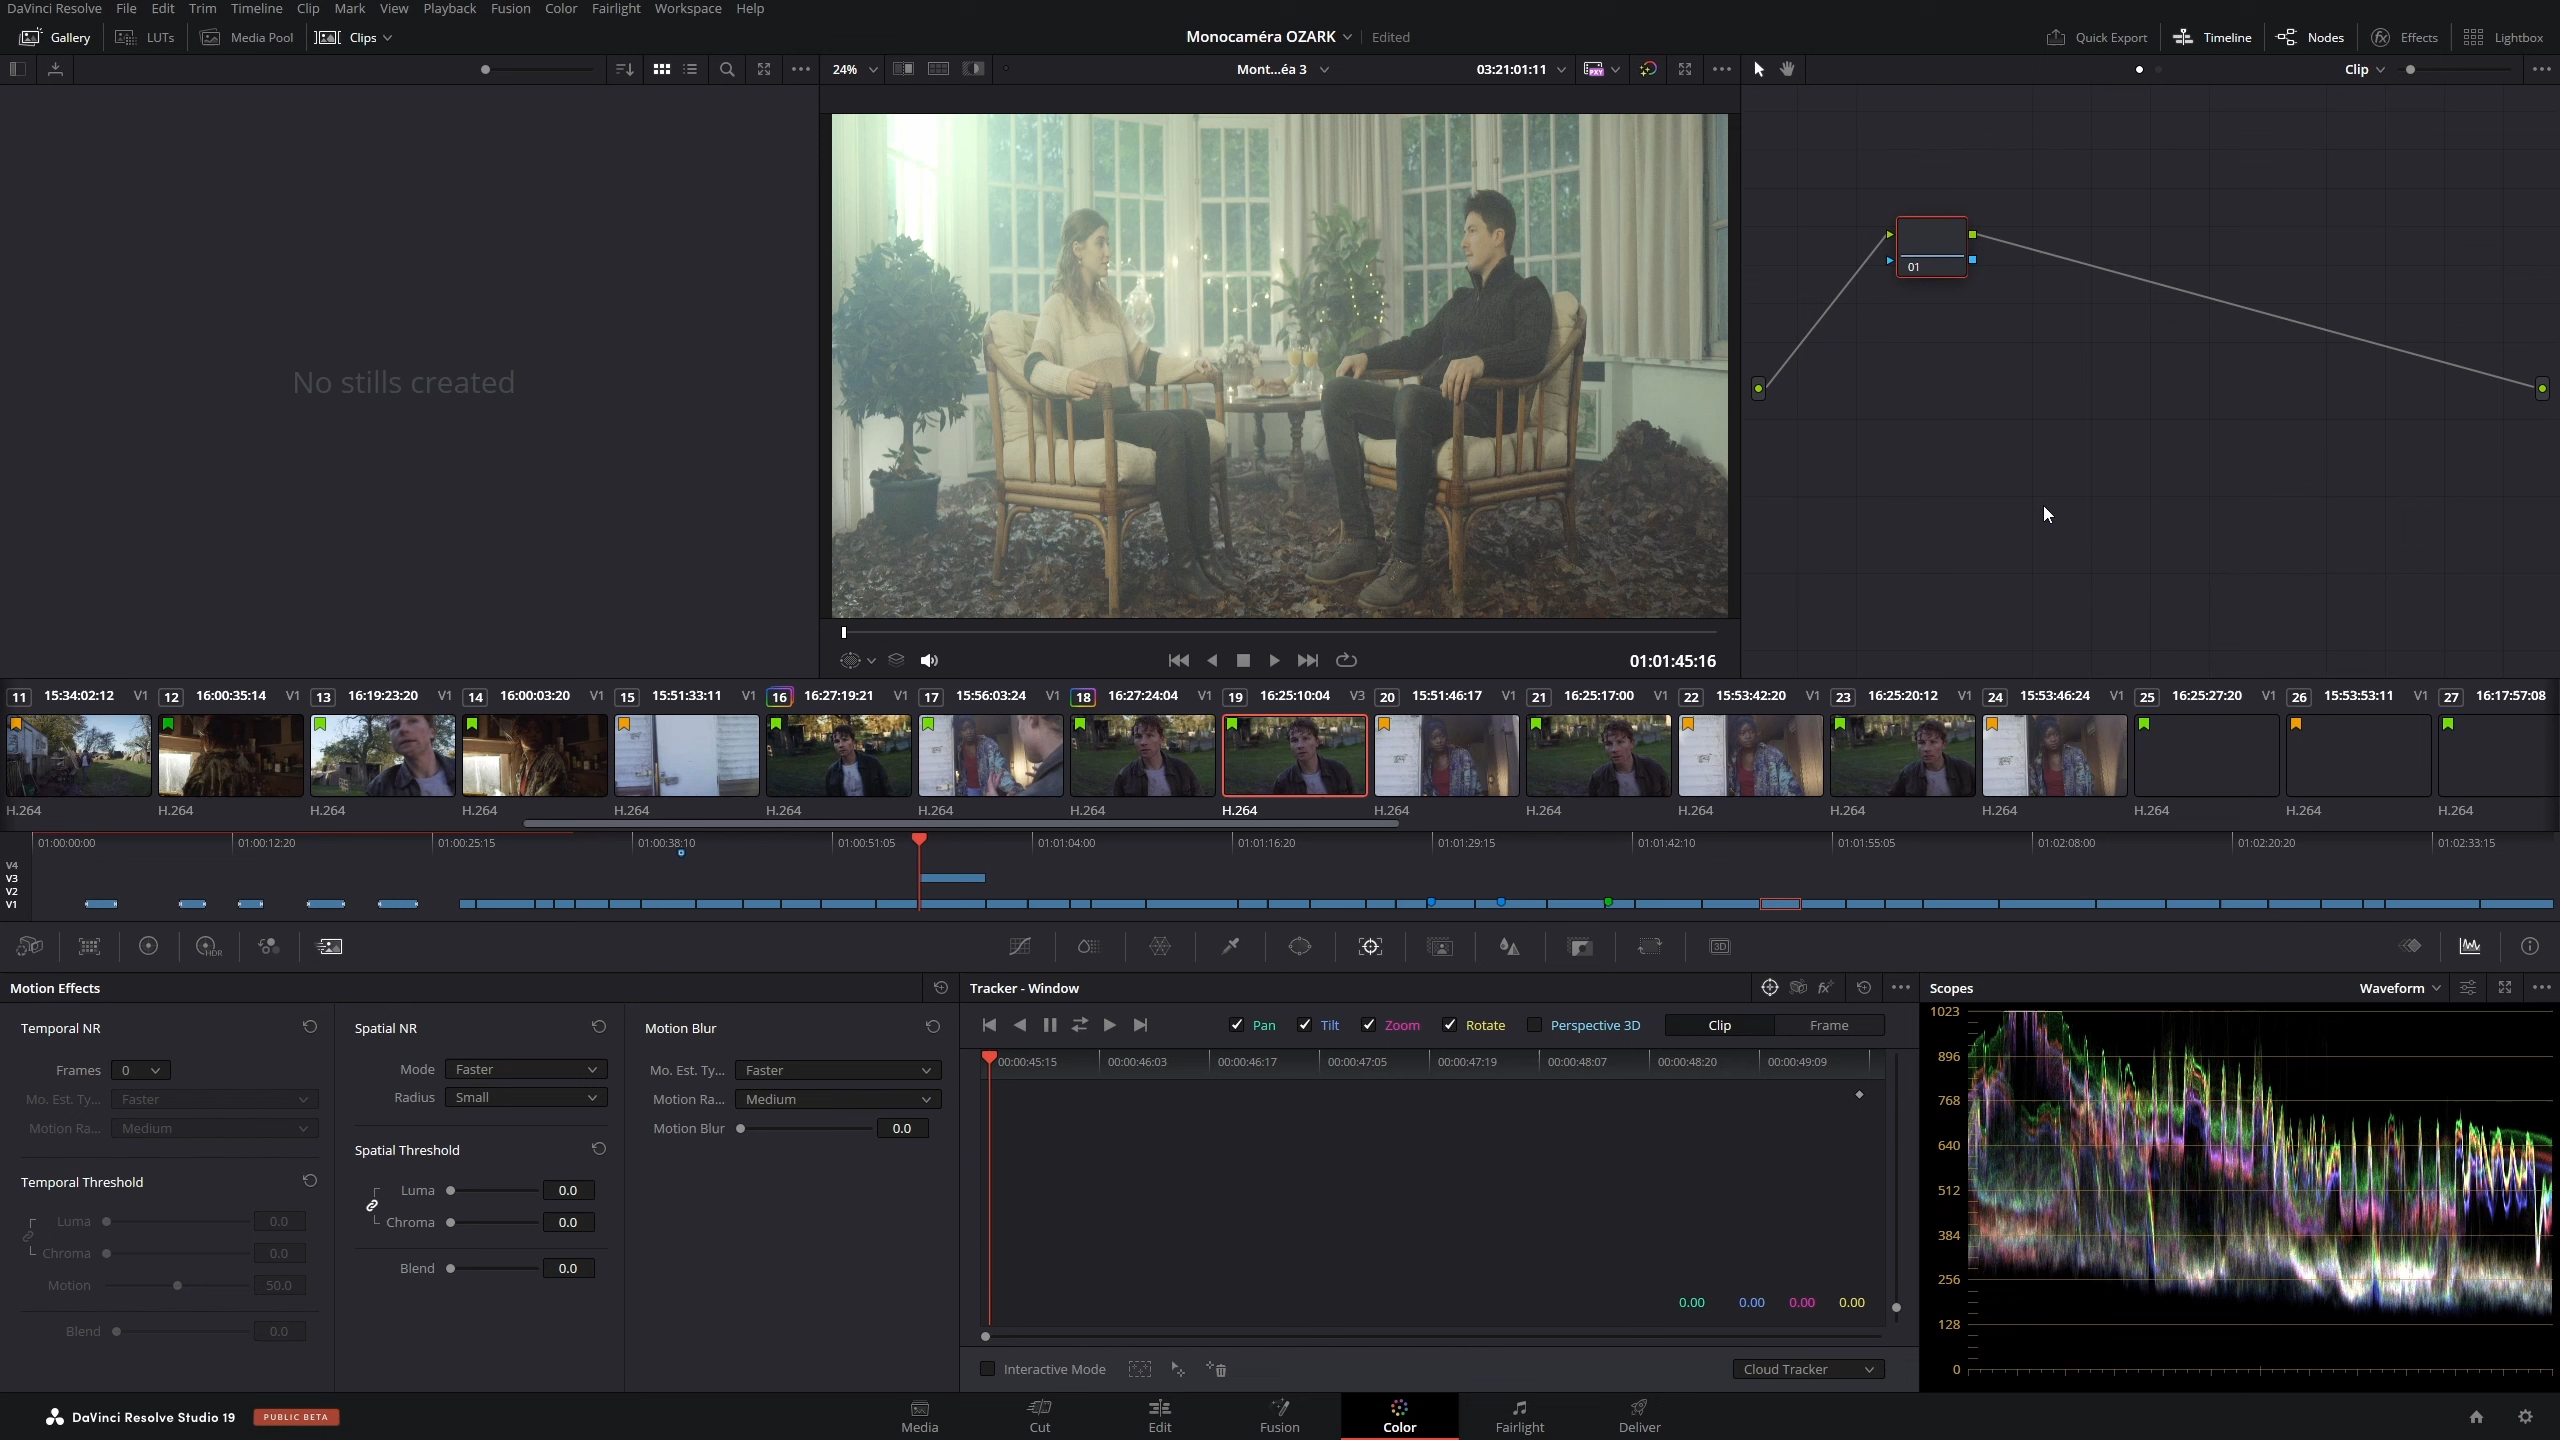 DaVinci Resolve File Edit Trim Timeline Clip Mark View Playback Fusion Color Fairlight Workspace Help
Gallery LUTs Media Pool Clips Monocaméra OZARK Edited Quick Export Timeline Nodes Effects Lightbox
24% Mont...éa 3 03:21:01:11 PXY Clip
No stills created
01
01:01:45:16
11 15:34:02:12 V1 12 16:00:35:14 V1 13 16:19:23:20 V1 14 16:00:03:20 V1 15 15:51:33:11 V1 16 16:27:19:21 V1 17 15:56:03:24 V1 18 16:27:24:04 V1 19 16:25:10:04 V3 20 15:51:46:17 V1 21 16:25:17:00 V1 22 15:53:42:20 V1 23 16:25:20:12 V1 24 15:53:46:24 V1 25 16:25:27:20 V1 26 15:53:53:11 V1 27 16:17:57:08
H.264 H.264 H.264 H.264 H.264 H.264 H.264 H.264 H.264 H.264 H.264 H.264 H.264 H.264 H.264 H.264 H.264
01:00:00:00 01:00:12:20 01:00:25:15 01:00:38:10 01:00:51:05 01:01:04:00 01:01:16:20 01:01:29:15 01:01:42:10 01:01:55:05 01:02:08:00 01:02:20:20 01:02:33:15
V4
V3
V2
V1
HDR 3D
Motion Effects
Temporal NR
Frames 0
Mo. Est. Ty... Faster
Motion Ra... Medium
Temporal Threshold
Luma 0.0
Chroma 0.0
Motion 50.0
Blend 0.0
Spatial NR
Mode Faster
Radius Small
Spatial Threshold
Luma 0.0
Chroma 0.0
Blend 0.0
Motion Blur
Mo. Est. Ty... Faster
Motion Ra... Medium
Motion Blur 0.0
Tracker - Window
Pan Tilt Zoom Rotate Perspective 3D Clip Frame
00:00:45:15 00:00:46:03 00:00:46:17 00:00:47:05 00:00:47:19 00:00:48:07 00:00:48:20 00:00:49:09
0.00 0.00 0.00 0.00
Interactive Mode Cloud Tracker
Scopes Waveform
1023
896
768
640
512
384
256
128
0
DaVinci Resolve Studio 19 PUBLIC BETA
Media Cut Edit Fusion Color Fairlight Deliver